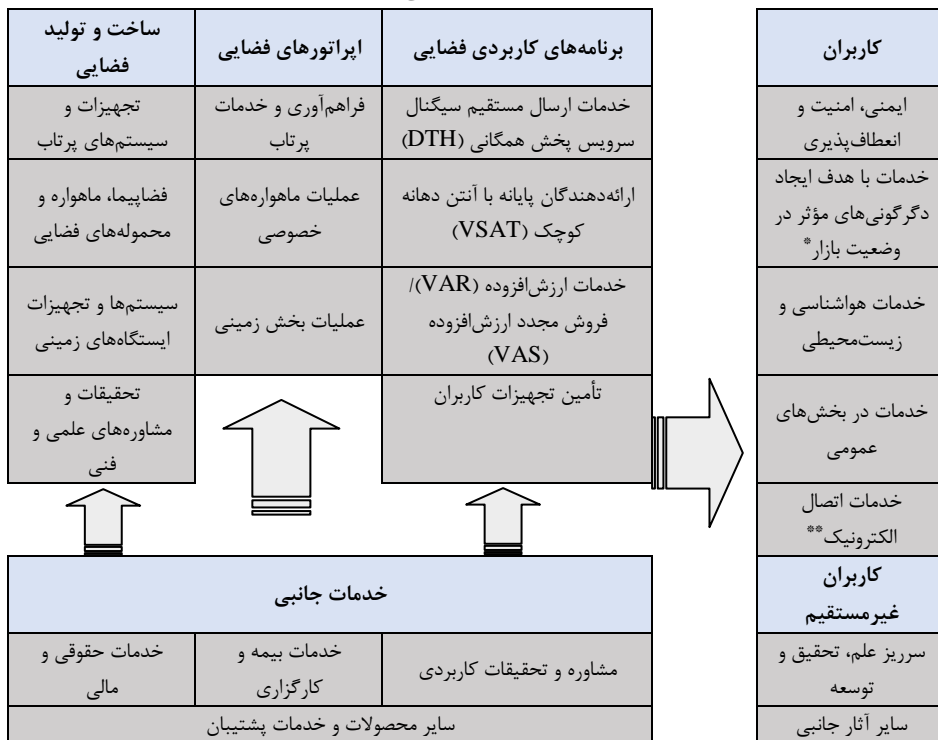 ساخت و تولید
فضایی
تجهیزات و
سیستم‌های پرتاب
فضاپیما، ماهواره و
محموله‌های فضایی
سیستم‌ها و تجهیزات
ایستگاه‌های زمینی
تحقیقات و
مشاوره‌های علمی و
فنی
اپراتورهای فضایی
فراهم‌آوری و خدمات
پرتاب
عملیات ماهواره‌های
خصوصی
عملیات بخش زمینی
برنامه‌های کاربردی فضایی
خدمات ارسال مستقیم سیگنال
سرویس پخش همگانی (DTH)
ارائه‌دهندگان پایانه با آنتن دهانه
کوچک (VSAT)
خدمات ارزش‌افزوده (VAR)/
فروش مجدد ارزش‌افزوده
(VAS)
تأمین تجهیزات کاربران
کاربران
ایمنی، امنیت و
انعطاف‌پذیری
خدمات با هدف ایجاد
دگرگونی‌های مؤثر در
وضعیت بازار*
خدمات هواشناسی و
زیست‌محیطی
خدمات در بخش‌های
عمومی
خدمات اتصال
الکترونیک**
کاربران
غیرمستقیم
سرریز علم، تحقیق و
توسعه
سایر آثار جانبی
خدمات جانبی
خدمات حقوقی و
مالی
خدمات بیمه و
کارگزاری
مشاوره و تحقیقات کاربردی
سایر محصولات و خدمات پشتیبان